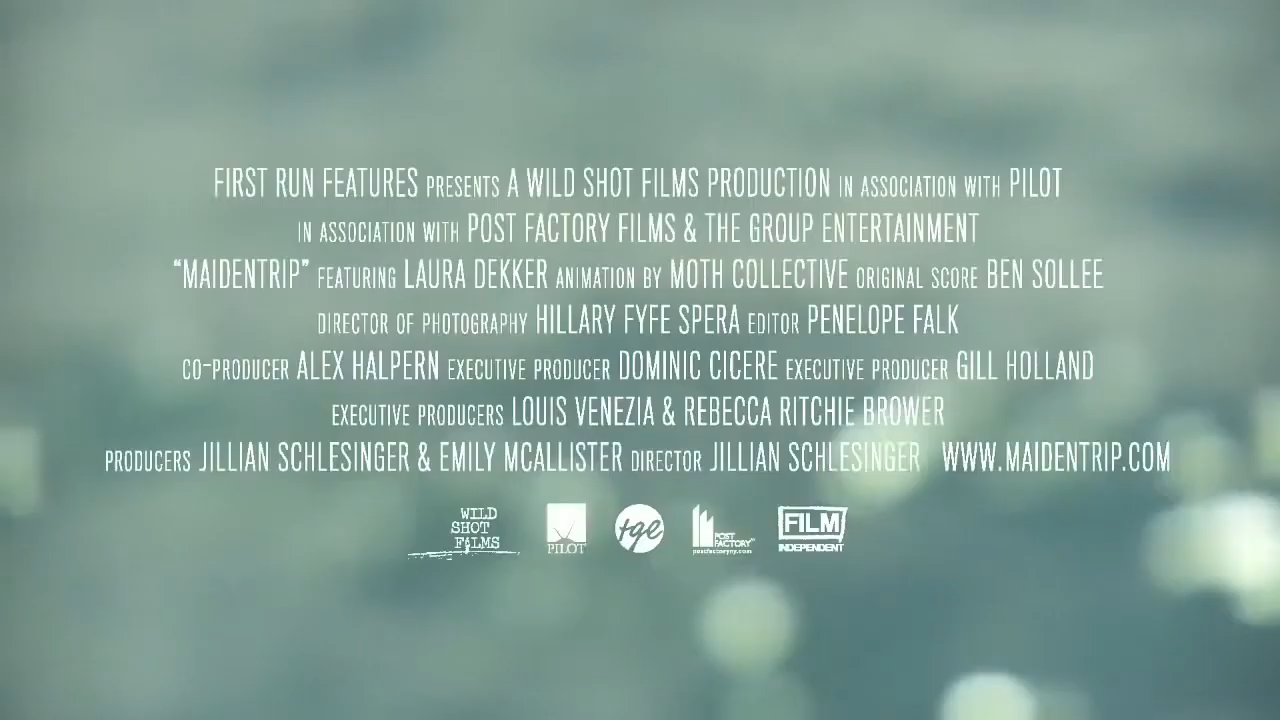 FIRST RUN FEATURES PRESENTS A WILD SHOT FILMS PRODUCTION IN ASSOCIATION WITH PILOT
IN ASSOCIATION WITH POST FACTORY FILMS & THE GROUP ENTERTAINMENT
“MAIDENTRIP” FEATURING LAURA DEKKER ANIMATION BY MOTH COLLECTIVE ORIGINAL SCORE BEN SOLLEE
DIRECTOR OF PHOTOGRAPHY HILLARY FYFE SPERA EDITOR PENELOPE FALK
CO-PRODUCER ALEX HALPERN EXECUTIVE PRODUCER DOMINIC CICERE EXECUTIVE PRODUCER GILL HOLLAND
EXECUTIVE PRODUCERS LOUIS VENEZIA & REBECCA RITCHIE BROWER
PRODUCERS JILLIAN SCHLESINGER & EMILY MCALLISTER DIRECTOR JILLIAN SCHLESINGER WWW.MAIDENTRIP.COM
WILD
SHOT
FILMS
PILOT
tge
POST
FACTORY
postfactoryny.com
FILM
INDEPENDENT